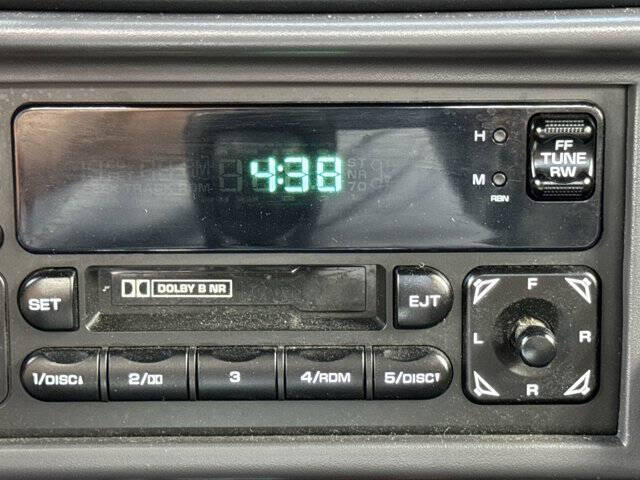 4:38
ST
NR
70
H
M
RBN
FF
TUNE
RW
SET
DOLBY B NR
EJT
1/DISC
2/
3
4/RDM
5/DISC
F
L
R
R